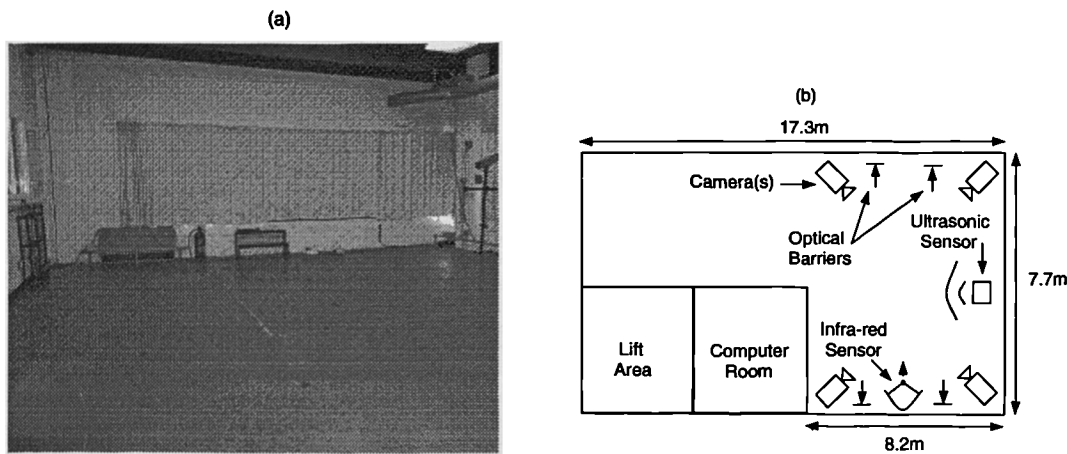 (a)
(b)
17.3m
Camera(s)
Optical
Barriers
Ultrasonic
Sensor
7.7m
Infra-red
Sensor
Lift
Area
Computer
Room
8.2m